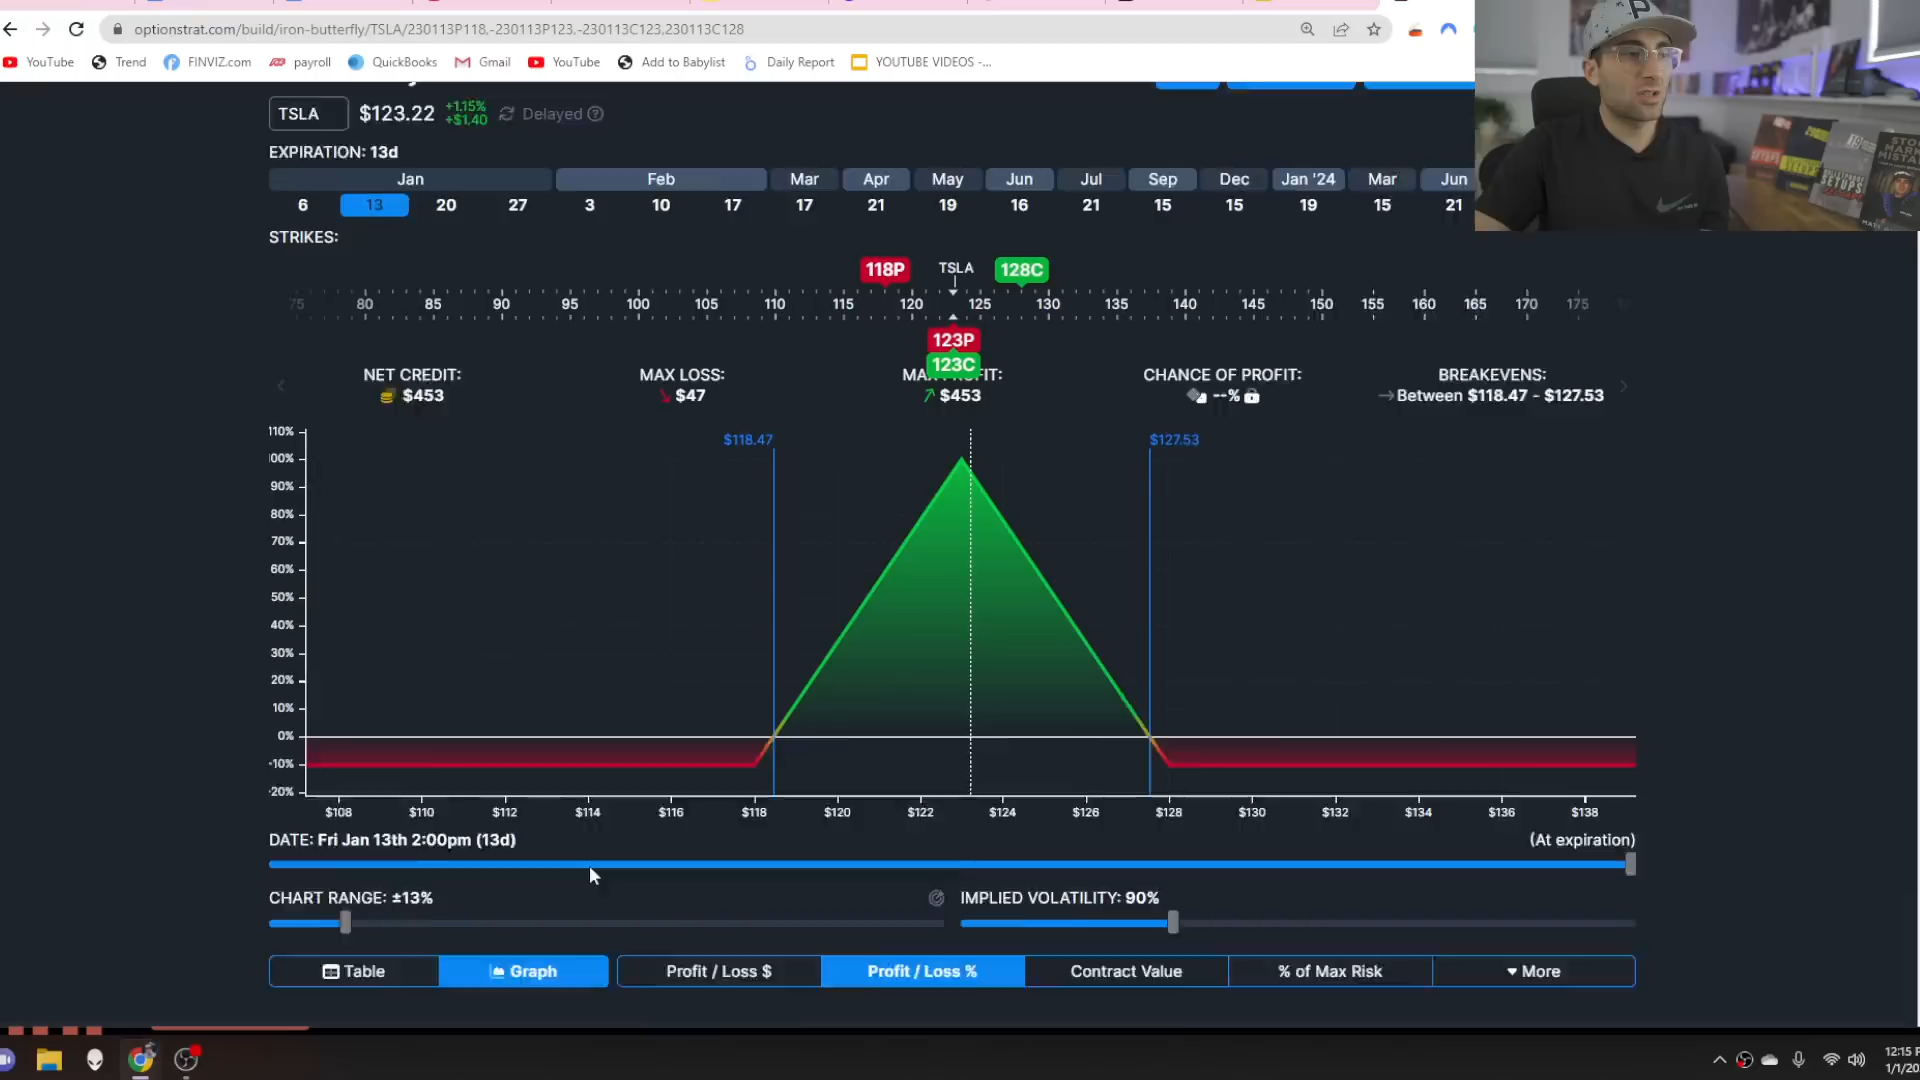 optionstrat.com/build/iron-butterfly/TSLA/230113P118,-230113P123,-230113C123,230113C128
YouTube Trend FINVIZ.com payroll QuickBooks Gmail YouTube Add to Babylist Daily Report YOUTUBE VIDEOS -...
TSLA $123.22 +1.15% +$1.40 Delayed
EXPIRATION: 13d
Jan Feb Mar Apr May Jun Jul Sep Dec Jan '24 Mar Jun
6 13 20 27 3 10 17 17 21 19 16 21 15 15 19 15 21
STRIKES:
118P TSLA 128C
75 80 85 90 95 100 105 110 115 120 125 130 135 140 145 150 155 160 165 170 175
123P
123C
NET CREDIT: MAX LOSS: MAX PROFIT: CHANCE OF PROFIT: BREAKEVENS:
$453 $47 $453 --% Between $118.47 - $127.53
110%
$118.47 $127.53
100%
90%
80%
70%
60%
50%
40%
30%
20%
10%
0%
-10%
-20%
$108 $110 $112 $114 $116 $118 $120 $122 $124 $126 $128 $130 $132 $134 $136 $138
DATE: Fri Jan 13th 2:00pm (13d) (At expiration)
CHART RANGE: ±13% IMPLIED VOLATILITY: 90%
Table Graph Profit / Loss $ Profit / Loss % Contract Value % of Max Risk More
12:15 P
1/1/20